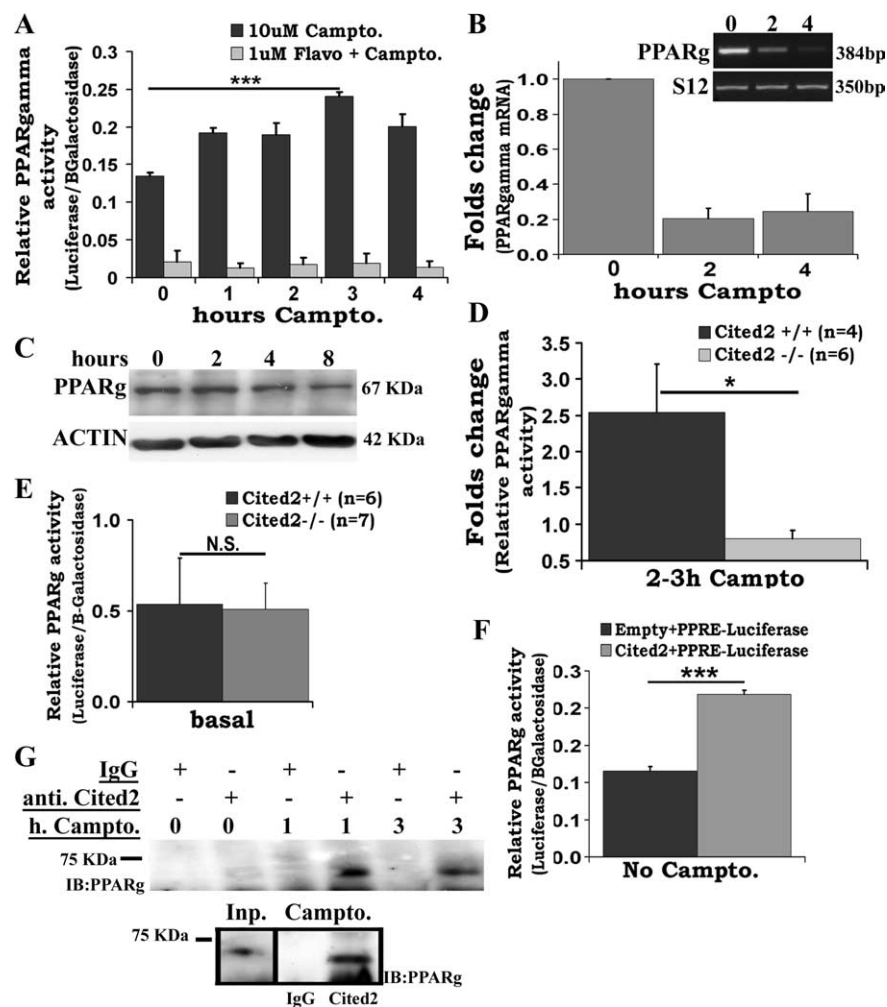 A
10uM Campto.
1uM Flavo + Campto.
Relative PPARgamma
activity
(Luciferase/BGalactosidase)
0.3
0.25
0.2
0.15
0.1
0.05
0
***
0 1 2 3 4
hours Campto.
B
0 2 4
PPARg 384bp
S12 350bp
Folds change
(PPARgamma mRNA)
1.0
0.8
0.6
0.4
0.2
0.0
0 2 4
hours Campto
C
hours 0 2 4 8
PPARg 67 KDa
ACTIN 42 KDa
D
Cited2 +/+ (n=4)
Cited2 -/- (n=6)
Folds change
(Relative PPARgamma
activity)
3.5
3.0
2.5
2.0
1.5
1.0
0.5
*
2-3h Campto
E
Cited2+/+ (n=6)
Cited2-/- (n=7)
Relative PPARg activity
(Luciferase/B-Galactosidase)
1.0
0.5
0.0
N.S.
basal
F
Empty+PPRE-Luciferase
Cited2+PPRE-Luciferase
Relative PPARg activity
(Luciferase/BGalactosidase)
0.3
0.2
0.2
0.1
0.1
0.0
***
No Campto.
G
IgG + - + - + -
anti. Cited2 - + - + - +
h. Campto. 0 0 1 1 3 3
75 KDa
IB:PPARg
Inp. Campto.
75 KDa
IB:PPARg
IgG Cited2